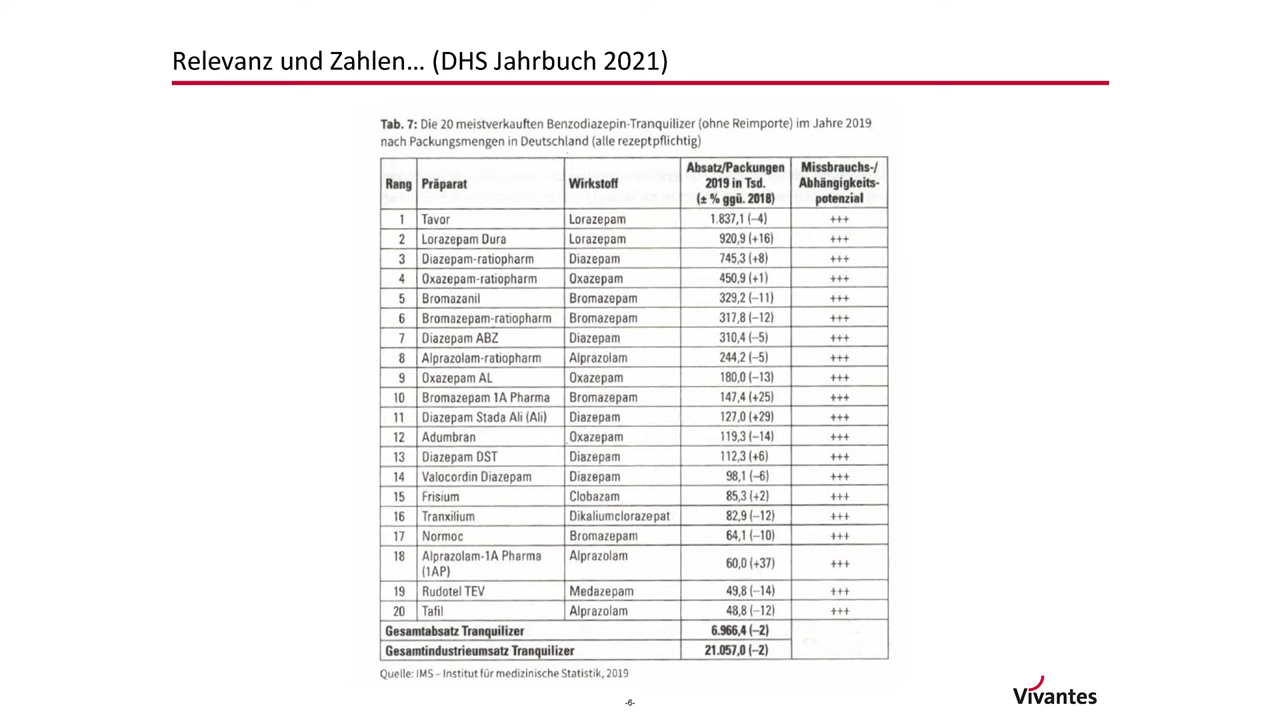 Relevanz und Zahlen... (DHS Jahrbuch 2021)
Tab. 7: Die 20 meistverkauften Benzodiazepin-Tranquilizer (ohne Reimporte) im Jahre 2019
nach Packungsmengen in Deutschland (alle rezeptpflichtig)
Rang Präparat Wirkstoff Absatz/Packungen 2019 in Tsd. (± % ggü. 2018) Missbrauchs-/Abhängigkeits-potenzial
1 Tavor Lorazepam 1.837,1 (–4) +++
2 Lorazepam Dura Lorazepam 920,9 (+16) +++
3 Diazepam-ratiopharm Diazepam 745,3 (+8) +++
4 Oxazepam-ratiopharm Oxazepam 450,9 (+1) +++
5 Bromazanil Bromazepam 329,2 (–11) +++
6 Bromazepam-ratiopharm Bromazepam 317,8 (–12) +++
7 Diazepam ABZ Diazepam 310,4 (–5) +++
8 Alprazolam-ratiopharm Alprazolam 244,2 (–5) +++
9 Oxazepam AL Oxazepam 180,0 (–13) +++
10 Bromazepam 1A Pharma Bromazepam 147,4 (+25) +++
11 Diazepam Stada Ali (Ali) Diazepam 127,0 (+29) +++
12 Adumbran Oxazepam 119,3 (–14) +++
13 Diazepam DST Diazepam 112,3 (+6) +++
14 Valocordin Diazepam Diazepam 98,1 (–6) +++
15 Frisium Clobazam 85,3 (+2) +++
16 Tranxilium Dikaliumclorazepat 82,9 (–12) +++
17 Normoc Bromazepam 64,1 (–10) +++
18 Alprazolam-1A Pharma (1AP) Alprazolam 60,0 (+37) +++
19 Rudotel TEV Medazepam 49,8 (–14) +++
20 Tafil Alprazolam 48,8 (–12) +++
Gesamtabsatz Tranquilizer 6.966,4 (–2)
Gesamtindustrieumsatz Tranquilizer 21.057,0 (–2)
Quelle: IMS – Institut für medizinische Statistik, 2019
-6-
Vivantes